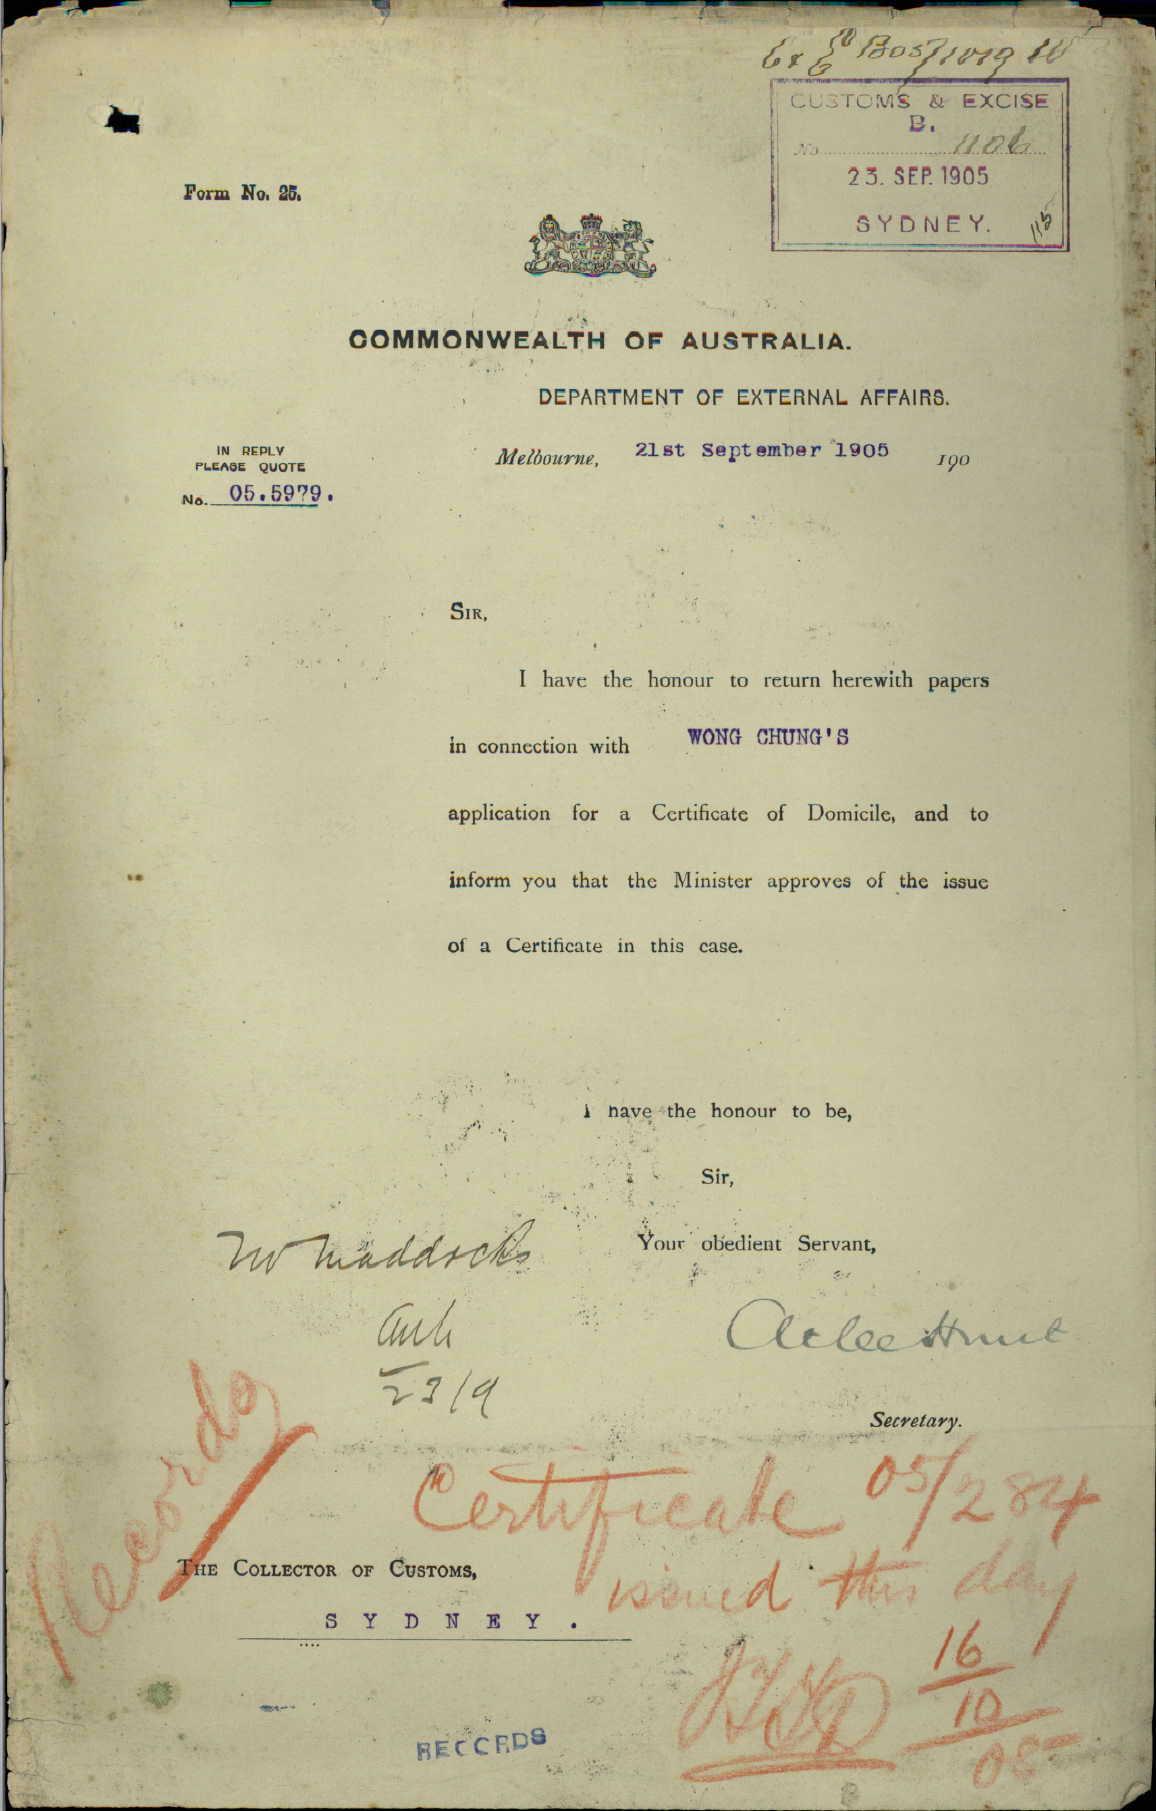 CUSTOMS & EXCISE
B.
No 1106
23. SEP. 1905
SYDNEY.
Form No. 25.
COMMONWEALTH OF AUSTRALIA.
DEPARTMENT OF EXTERNAL AFFAIRS.
IN REPLY
PLEASE QUOTE
No. 05.5979.
Melbourne, 21st September 1905 190
SIR,
I have the honour to return herewith papers
in connection with WONG CHUNG'S
application for a Certificate of Domicile, and to
inform you that the Minister approves of the issue
of a Certificate in this case.
I have the honour to be,
Sir,
Your obedient Servant,
Mr Maddocks
23/9
Atlee Hunt
Secretary.
Records
Certificate 05/284
issued this day
16
10
05
THE COLLECTOR OF CUSTOMS,
SYDNEY.
RECORDS